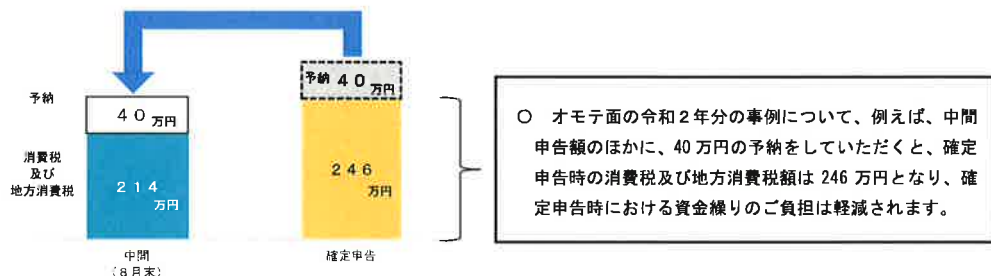 予納
40万円
消費税
及び
地方消費税
214
万円
中間
(8月末)
予納 40
万円
246
万円
確定申告
○ オモテ面の令和2年分の事例について、例えば、中間
申告額のほかに、40万円の予納をしていただくと、確定
申告時の消費税及び地方消費税額は 246 万円となり、確
定申告時における資金繰りのご負担は軽減されます。